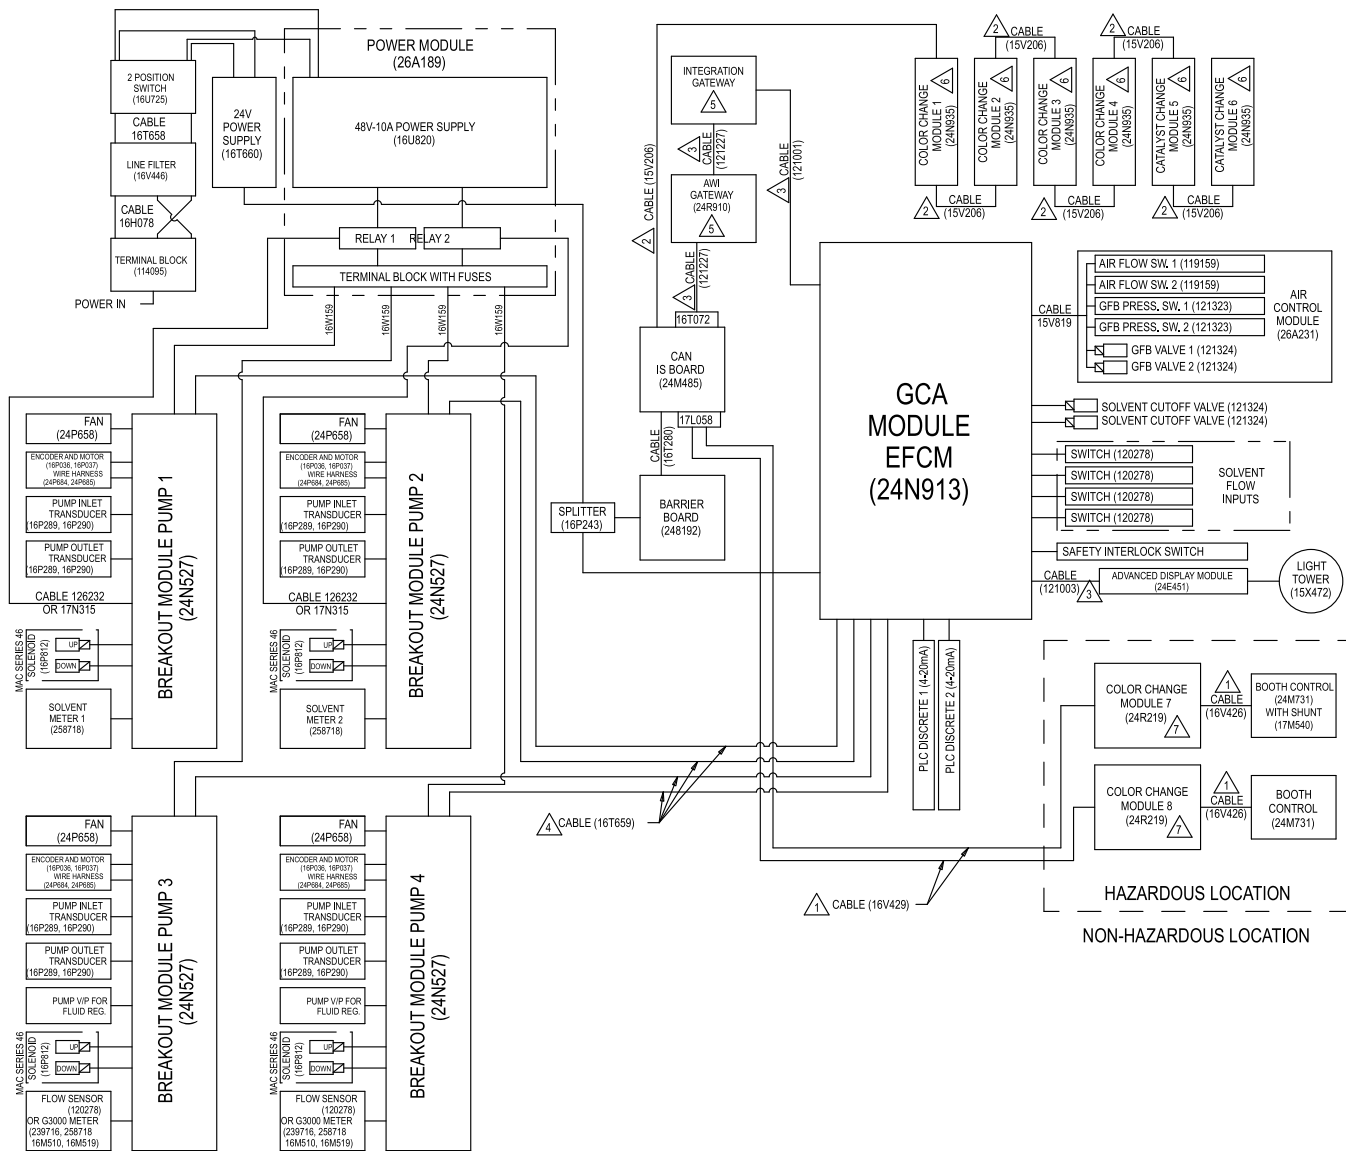 POWER MODULE
(26A189)
2 POSITION
SWITCH
(16U725)
CABLE
16T658
LINE FILTER
(16V446)
CABLE
16H078
TERMINAL BLOCK
(114095)
POWER IN
24V
POWER
SUPPLY
(16T660)
48V-10A POWER SUPPLY
(16U820)
RELAY 1
RELAY 2
TERMINAL BLOCK WITH FUSES
16W159
16W159
16W159
16W159
INTEGRATION
GATEWAY
5
3
CABLE
(121227)
AWI
GATEWAY
(24R910)
5
3
CABLE
(121227)
3
CABLE
(121001)
2
CABLE (15V206)
16T072
CAN
IS BOARD
(24M485)
17L058
CABLE
(16T280)
BARRIER
BOARD
(248192)
SPLITTER
(16P243)
2
CABLE
(15V206)
2
CABLE
(15V206)
COLOR CHANGE
MODULE 1
(24N935)
6
COLOR CHANGE
MODULE 2
(24N935)
6
COLOR CHANGE
MODULE 3
(24N935)
6
COLOR CHANGE
MODULE 4
(24N935)
6
CATALYST CHANGE
MODULE 5
(24N935)
6
CATALYST CHANGE
MODULE 6
(24N935)
6
2
CABLE
(15V206)
2
CABLE
(15V206)
2
CABLE
(15V206)
GCA
MODULE
EFCM
(24N913)
CABLE
15V819
AIR FLOW SW. 1 (119159)
AIR FLOW SW. 2 (119159)
GFB PRESS. SW. 1 (121323)
GFB PRESS. SW. 2 (121323)
GFB VALVE 1 (121324)
GFB VALVE 2 (121324)
AIR
CONTROL
MODULE
(26A231)
SOLVENT CUTOFF VALVE (121324)
SOLVENT CUTOFF VALVE (121324)
SWITCH (120278)
SWITCH (120278)
SWITCH (120278)
SWITCH (120278)
SOLVENT
FLOW
INPUTS
SAFETY INTERLOCK SWITCH
CABLE
(121003)
3
ADVANCED DISPLAY MODULE
(24E451)
LIGHT
TOWER
(15X472)
PLC DISCRETE 1 (4-20mA)
PLC DISCRETE 2 (4-20mA)
COLOR CHANGE
MODULE 7
(24R219)
7
1
CABLE
(16V426)
BOOTH CONTROL
(24M731)
WITH SHUNT
(17M540)
COLOR CHANGE
MODULE 8
(24R219)
7
1
CABLE
(16V426)
BOOTH
CONTROL
(24M731)
HAZARDOUS LOCATION
NON-HAZARDOUS LOCATION
4
CABLE (16T659)
1
CABLE (16V429)
FAN
(24P658)
ENCODER AND MOTOR
(16P036, 16P037)
WIRE HARNESS
(24P684, 24P685)
PUMP INLET
TRANSDUCER
(16P289, 16P290)
PUMP OUTLET
TRANSDUCER
(16P289, 16P290)
CABLE 126232
OR 17N315
MAC SERIES 46
SOLENOID
(16P812)
UP
DOWN
SOLVENT
METER 1
(258718)
BREAKOUT MODULE PUMP 1
(24N527)
FAN
(24P658)
ENCODER AND MOTOR
(16P036, 16P037)
WIRE HARNESS
(24P684, 24P685)
PUMP INLET
TRANSDUCER
(16P289, 16P290)
PUMP OUTLET
TRANSDUCER
(16P289, 16P290)
CABLE 126232
OR 17N315
MAC SERIES 46
SOLENOID
(16P812)
UP
DOWN
SOLVENT
METER 2
(258718)
BREAKOUT MODULE PUMP 2
(24N527)
FAN
(24P658)
ENCODER AND MOTOR
(16P036, 16P037)
WIRE HARNESS
(24P684, 24P685)
PUMP INLET
TRANSDUCER
(16P289, 16P290)
PUMP OUTLET
TRANSDUCER
(16P289, 16P290)
PUMP V/P FOR
FLUID REG.
MAC SERIES 46
SOLENOID
(16P812)
UP
DOWN
FLOW SENSOR
(120278)
OR G3000 METER
(239716, 258718
16M510, 16M519)
BREAKOUT MODULE PUMP 3
(24N527)
FAN
(24P658)
ENCODER AND MOTOR
(16P036, 16P037)
WIRE HARNESS
(24P684, 24P685)
PUMP INLET
TRANSDUCER
(16P289, 16P290)
PUMP OUTLET
TRANSDUCER
(16P289, 16P290)
PUMP V/P FOR
FLUID REG.
MAC SERIES 46
SOLENOID
(16P812)
UP
DOWN
FLOW SENSOR
(120278)
OR G3000 METER
(239716, 258718
16M510, 16M519)
BREAKOUT MODULE PUMP 4
(24N527)